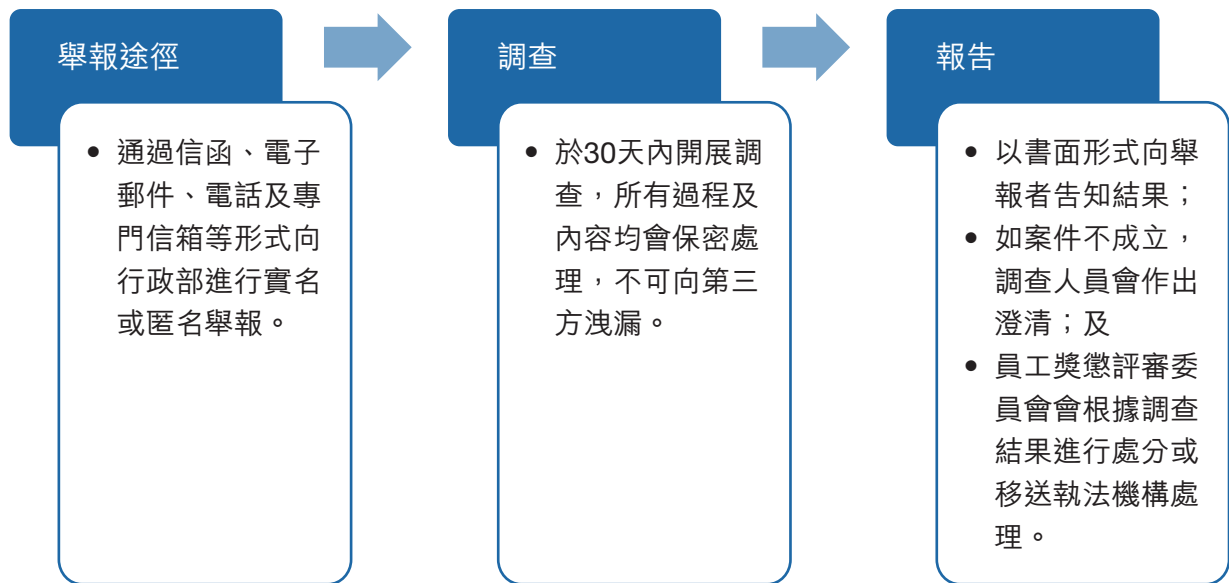 舉報途徑
• 通過信函、電子
郵件、電話及專
門信箱等形式向
行政部進行實名
或匿名舉報。
調查
• 於30天內開展調
查，所有過程及
內容均會保密處
理，不可向第三
方洩漏。
報告
• 以書面形式向舉
報者告知結果；
• 如案件不成立，
調查人員會作出
澄清；及
• 員工獎懲評審委
員會會根據調查
結果進行處分或
移送執法機構處
理。